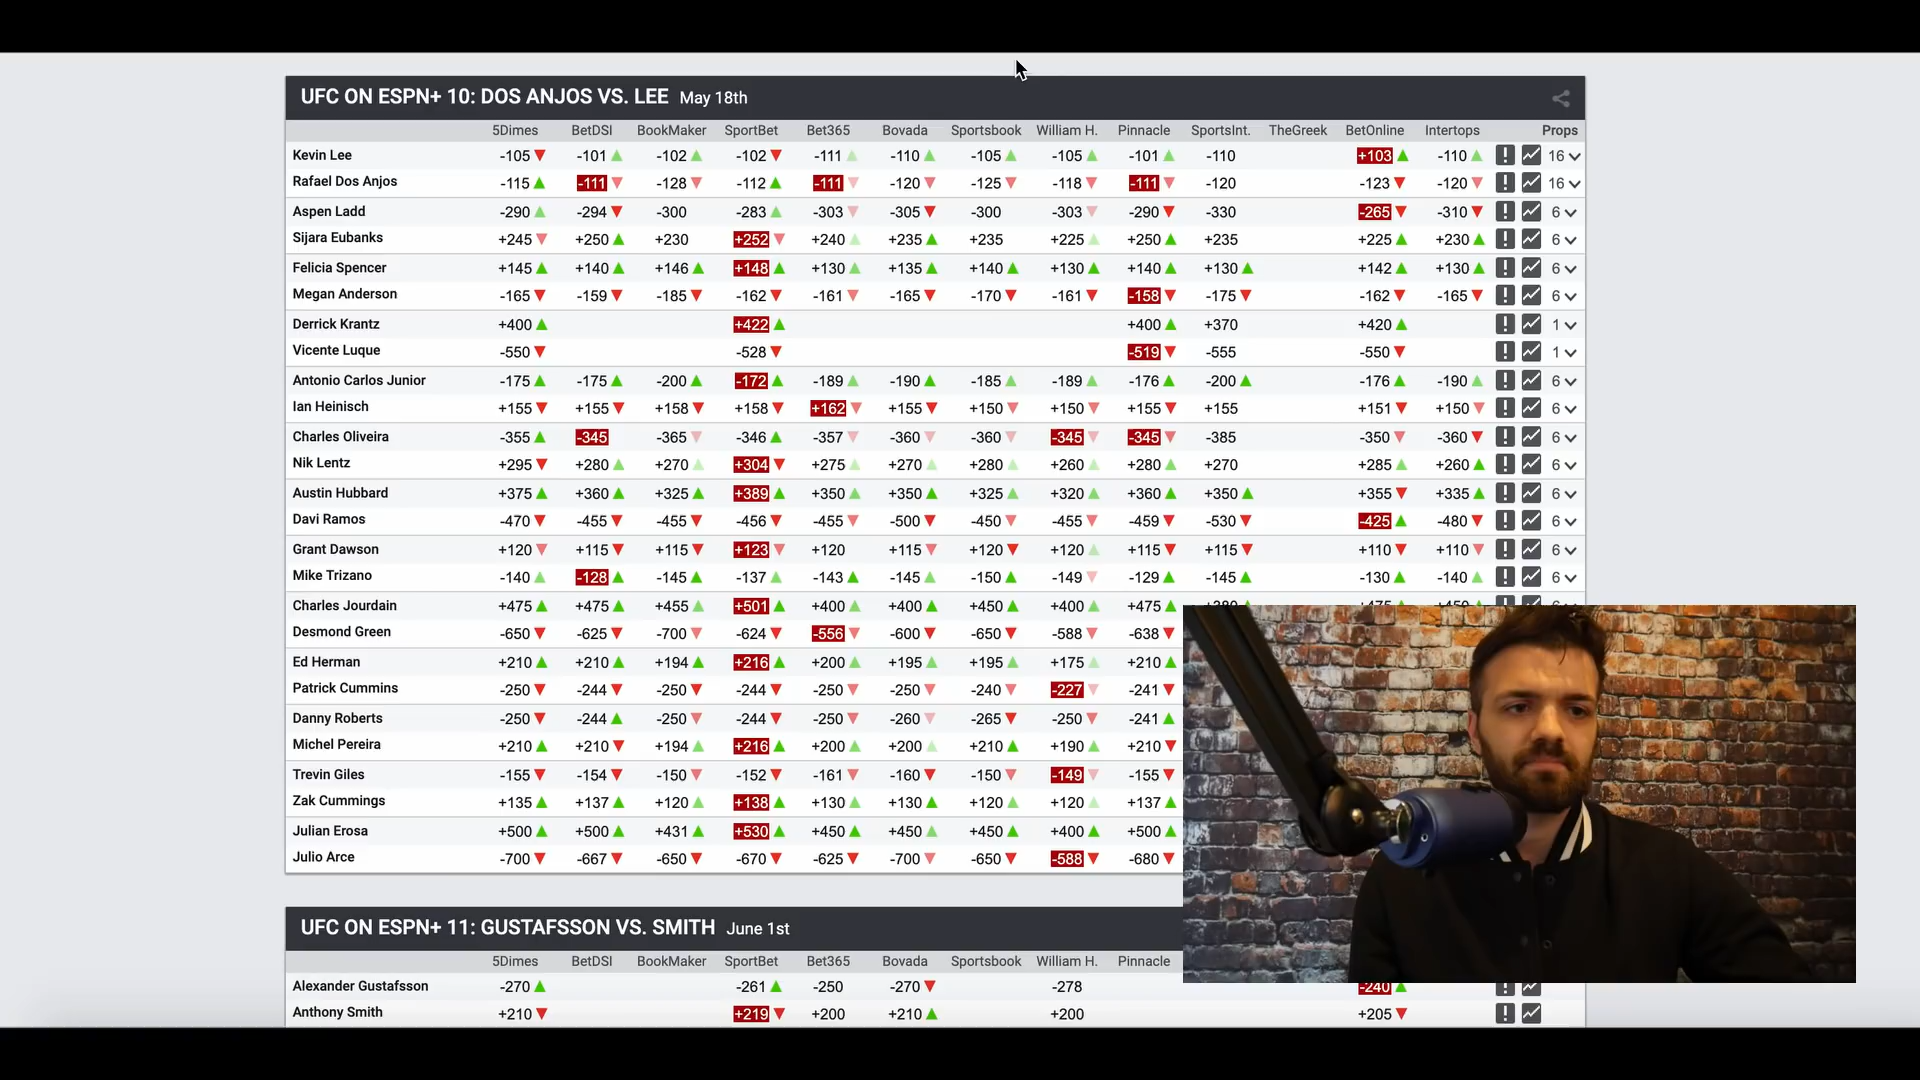 UFC ON ESPN+ 10: DOS ANJOS VS. LEE May 18th
5Dimes BetDSI BookMaker SportBet Bet365 Bovada Sportsbook William H. Pinnacle SportsInt. TheGreek BetOnline Intertops Props
Kevin Lee -105 -101 -102 -102 -111 -110 -105 -105 -101 -110 +103 -110 16
Rafael Dos Anjos -115 -111 -128 -112 -111 -120 -125 -118 -111 -120 -123 -120 16
Aspen Ladd -290 -294 -300 -283 -303 -305 -300 -303 -290 -330 -265 -310 6
Sijara Eubanks +245 +250 +230 +252 +240 +235 +235 +225 +250 +235 +225 +230 6
Felicia Spencer +145 +140 +146 +148 +130 +135 +140 +130 +140 +130 +142 +130 6
Megan Anderson -165 -159 -185 -162 -161 -165 -170 -161 -158 -175 -162 -165 6
Derrick Krantz +400 +422 +400 +370 +420 1
Vicente Luque -550 -528 -519 -555 -550 1
Antonio Carlos Junior -175 -175 -200 -172 -189 -190 -185 -189 -176 -200 -176 -190 6
Ian Heinisch +155 +155 +158 +158 +162 +155 +150 +150 +155 +155 +151 +150 6
Charles Oliveira -355 -345 -365 -346 -357 -360 -360 -345 -345 -385 -350 -360 6
Nik Lentz +295 +280 +270 +304 +275 +270 +280 +260 +280 +270 +285 +260 6
Austin Hubbard +375 +360 +325 +389 +350 +350 +325 +320 +360 +350 +355 +335 6
Davi Ramos -470 -455 -455 -456 -455 -500 -450 -455 -459 -530 -425 -480 6
Grant Dawson +120 +115 +115 +123 +120 +115 +120 +120 +115 +115 +110 +110 6
Mike Trizano -140 -128 -145 -137 -143 -145 -150 -149 -129 -145 -130 -140 6
Charles Jourdain +475 +475 +455 +501 +400 +400 +450 +400 +475
Desmond Green -650 -625 -700 -624 -556 -600 -650 -588 -638
Ed Herman +210 +210 +194 +216 +200 +195 +195 +175 +210
Patrick Cummins -250 -244 -250 -244 -250 -250 -240 -227 -241
Danny Roberts -250 -244 -250 -244 -250 -260 -265 -250 -241
Michel Pereira +210 +210 +194 +216 +200 +200 +210 +190 +210
Trevin Giles -155 -154 -150 -152 -161 -160 -150 -149 -155
Zak Cummings +135 +137 +120 +138 +130 +130 +120 +120 +137
Julian Erosa +500 +500 +431 +530 +450 +450 +450 +400 +500
Julio Arce -700 -667 -650 -670 -625 -700 -650 -588 -680
UFC ON ESPN+ 11: GUSTAFSSON VS. SMITH June 1st
5Dimes BetDSI BookMaker SportBet Bet365 Bovada Sportsbook William H. Pinnacle
Alexander Gustafsson -270 -261 -250 -270 -278 -240
Anthony Smith +210 +219 +200 +210 +200 +205